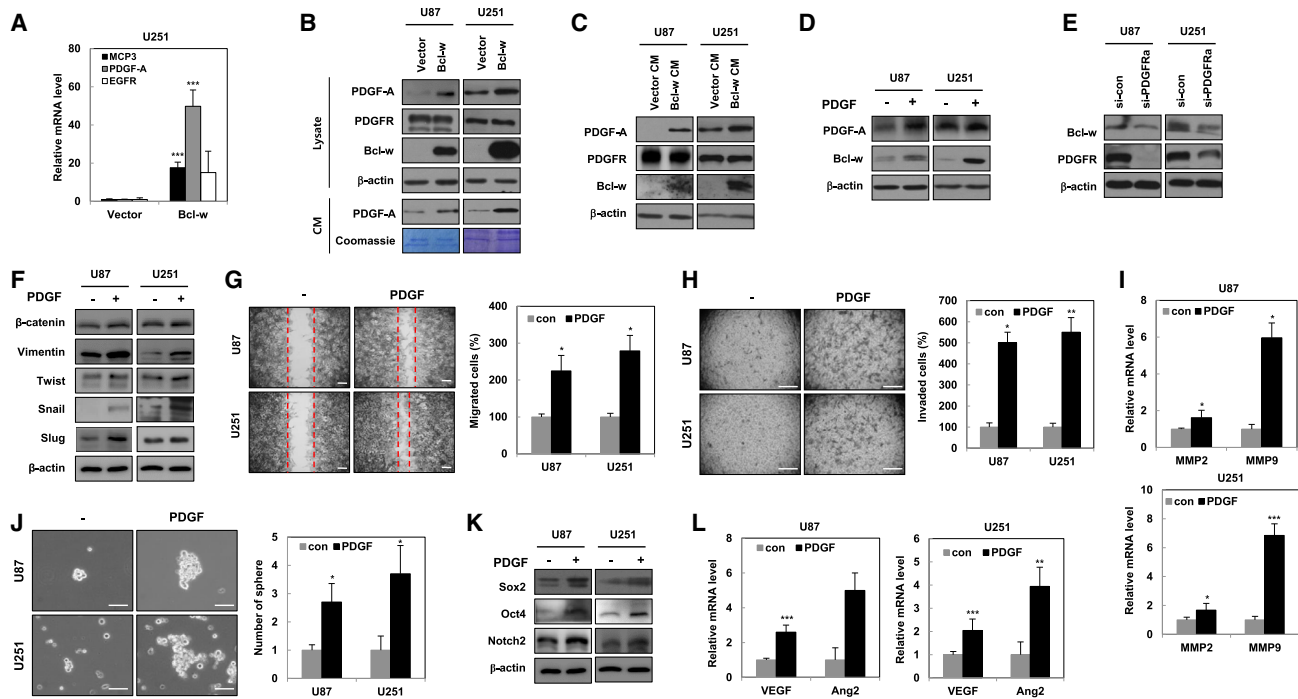 A
U251
MCP3
PDGF-A
EGFR
***
***
Relative mRNA level
80
60
40
20
0
Vector
Bcl-w
B
U87
U251
Vector
Bcl-w
Vector
Bcl-w
Lysate
PDGF-A
PDGFR
Bcl-w
β-actin
CM
PDGF-A
Coomassie
C
U87
U251
Vector CM
Bcl-w CM
Vector CM
Bcl-w CM
PDGF-A
PDGFR
Bcl-w
β-actin
D
U87
U251
PDGF
-
+
-
+
PDGF-A
Bcl-w
β-actin
E
U87
U251
si-con
si-PDGFRa
si-con
si-PDGFRa
Bcl-w
PDGFR
β-actin
F
U87
U251
PDGF
-
+
-
+
β-catenin
Vimentin
Twist
Snail
Slug
β-actin
G
-
PDGF
U87
U251
Migrated cells (%)
400
300
200
100
0
con
PDGF
*
*
U87
U251
H
-
PDGF
U87
U251
Invaded cells (%)
700
600
500
400
300
200
100
0
con
PDGF
*
**
U87
U251
I
U87
con
PDGF
Relative mRNA level
8
6
4
2
0
*
*
MMP2
MMP9
U251
con
PDGF
Relative mRNA level
8
6
4
2
0
*
***
MMP2
MMP9
J
-
PDGF
U87
U251
Number of sphere
5
4
3
2
1
0
con
PDGF
*
*
U87
U251
K
U87
U251
PDGF
-
+
-
+
Sox2
Oct4
Notch2
β-actin
L
U87
con
PDGF
Relative mRNA level
8
6
4
2
0
***
VEGF
Ang2
U251
con
PDGF
Relative mRNA level
5
4
3
2
1
0
***
**
VEGF
Ang2